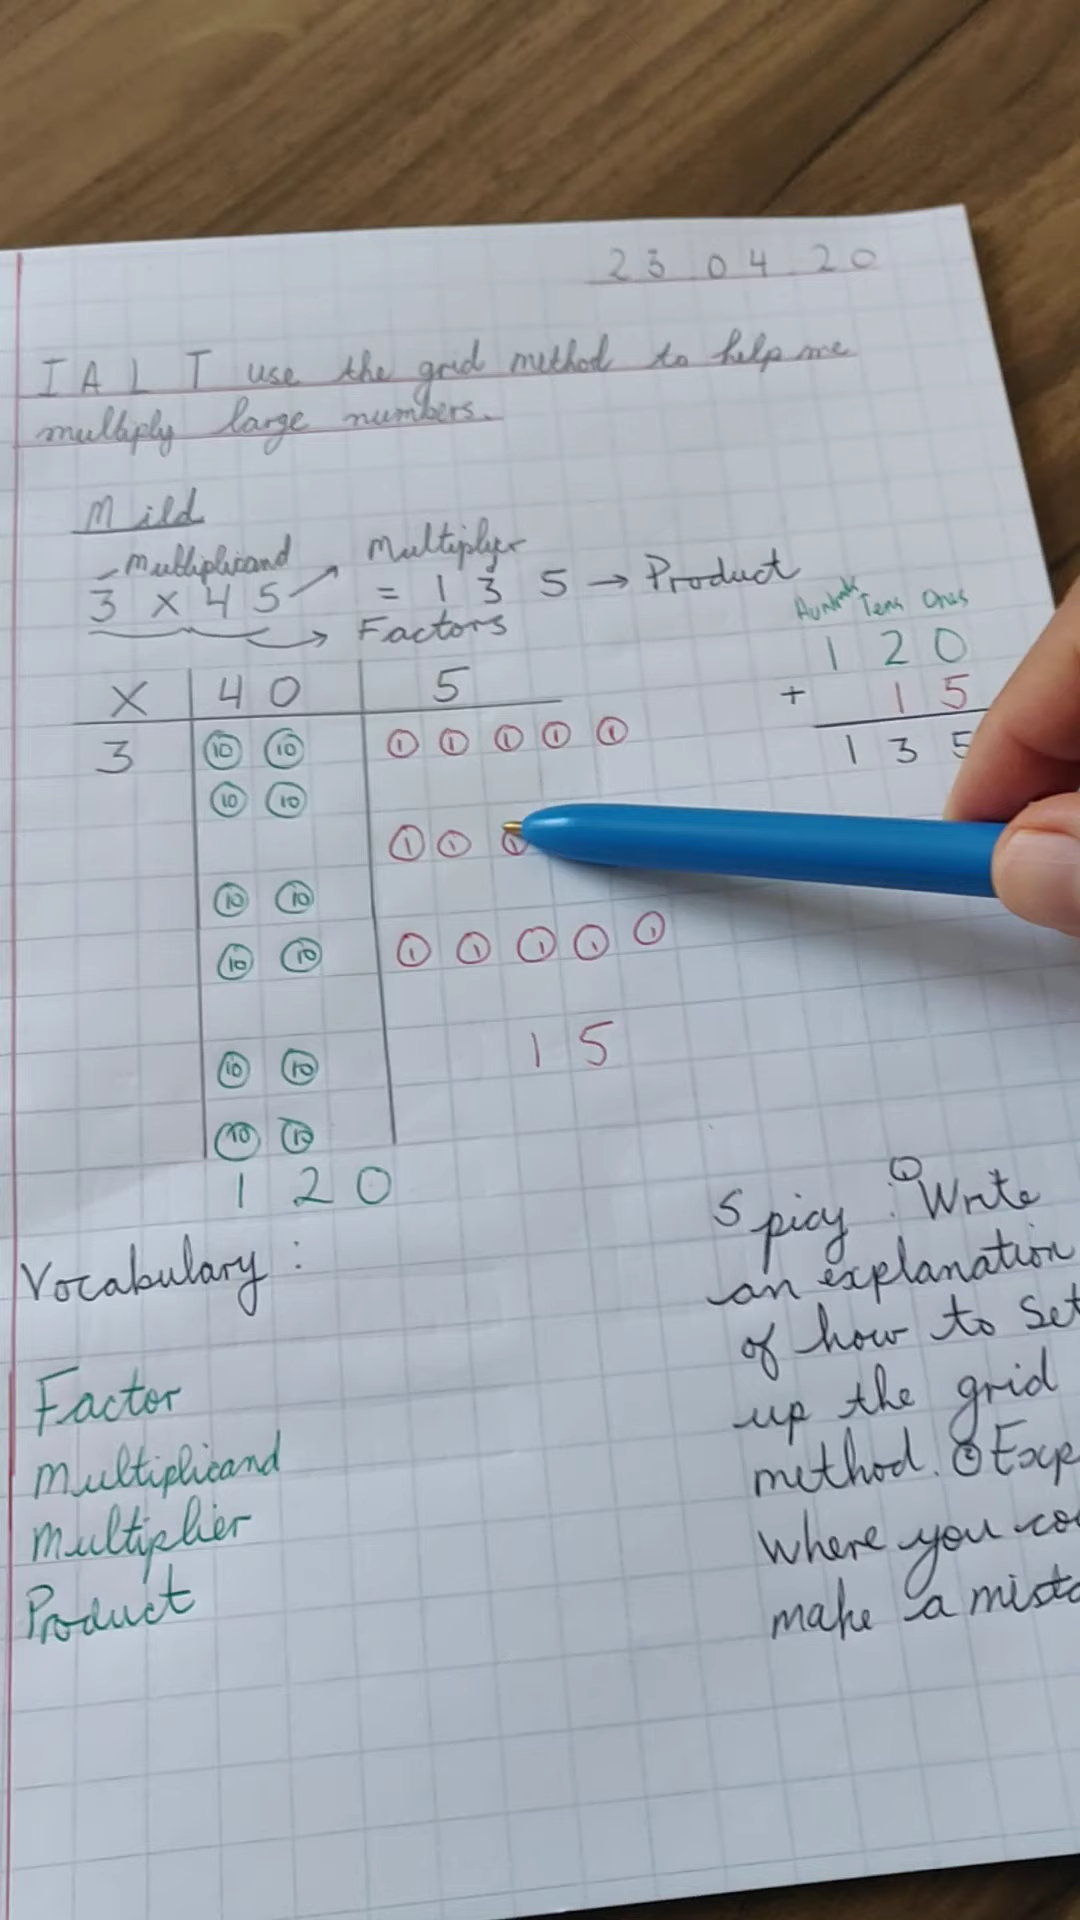 23 04 20
I A L T use the grid method to help me
multiply large numbers.
Mild
Multiplicand Multiplyer
3 x 45 = 135 → Product
Factors
Tens Ones
120
+ 15
135
X 40 5
3 10 10 1 1 1 1 1
10 10
1 1 1
10 10
10 10 1 1 1 1 1
15
10 10
10 10
120
Vocabulary :
Factor
Multiplicand
Multiplier
Product
Spicy : ① Write
an explanation
of how to set
up the grid
method. ② Exp
where you co
make a mist